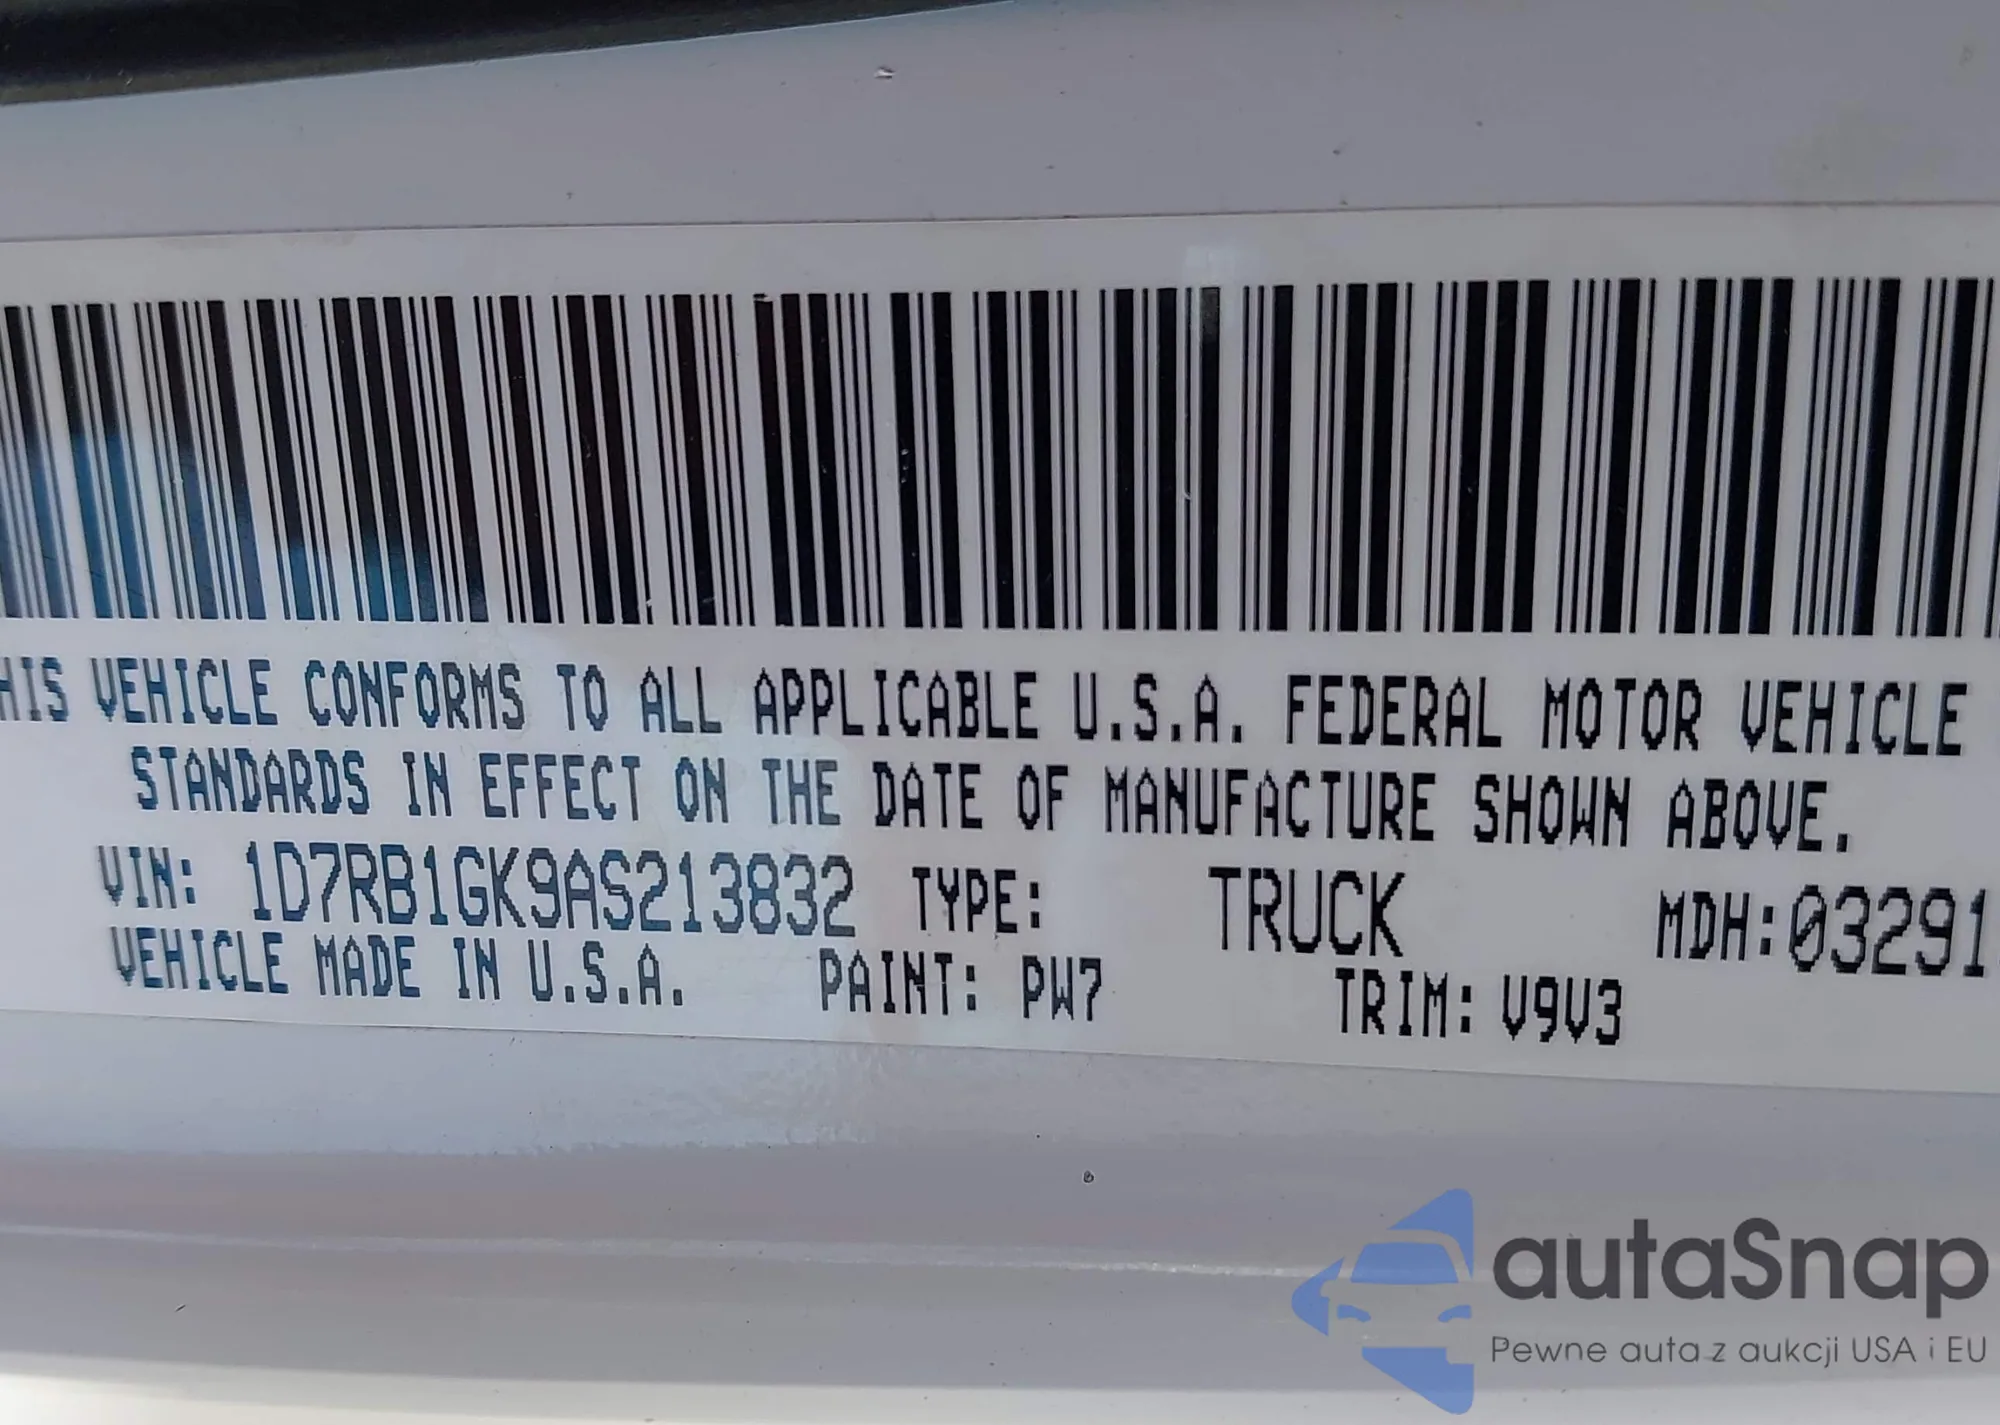 HIS VEHICLE CONFORMS TO ALL APPLICABLE U.S.A. FEDERAL MOTOR VEHICLE
STANDARDS IN EFFECT ON THE DATE OF MANUFACTURE SHOWN ABOVE.
VIN: 1D7RB1GK9AS213832 TYPE: TRUCK MDH:03291
VEHICLE MADE IN U.S.A. PAINT: PW7 TRIM: V9V3
autaSnap
Pewne auta z aukcji USA i EU